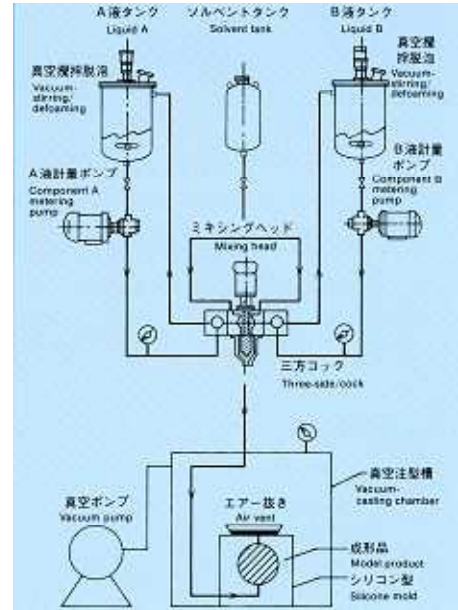 A液タンク
Liquid A
ソルベントタンク
Solvent tank
B液タンク
Liquid B
真空攪拌脱泡
Vacuum-
stirring/
defoaming
真空攪
拌脱泡
Vacuum-
stirring/
defoaming
A液計量ポンプ
Component A
metering
pump
B液計量
ポンプ
Component B
metering
pump
ミキシングヘッド
Mixing head
三方コック
Three-side/cock
真空ポンプ
Vacuum pump
エアー抜き
Air vent
真空注型槽
Vacuum-
casting chamber
成形品
Model product
シリコン型
Silicone mold